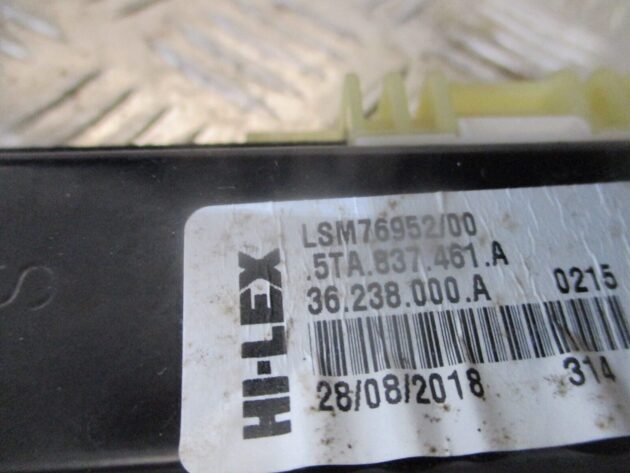 HI-LEX
LSM76952/00
.5TA.837.461.A
36.238.000.A 0215
28/08/2018 314